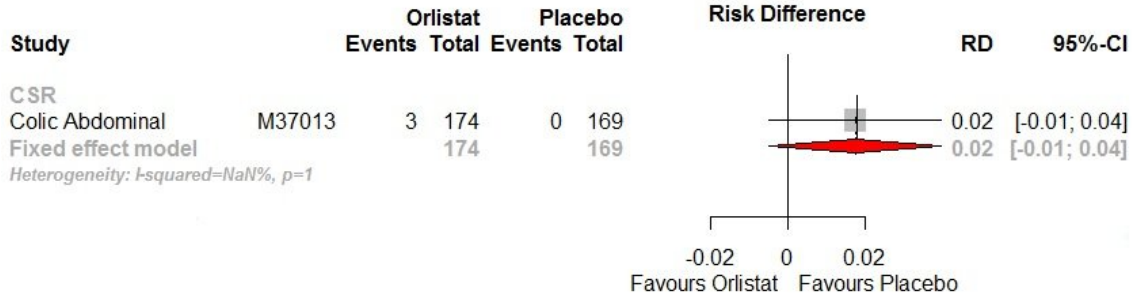 Orlistat Placebo Risk Difference
Study Events Total Events Total RD 95%-CI
CSR
Colic Abdominal M37013 3 174 0 169 0.02 [-0.01; 0.04]
Fixed effect model 174 169 0.02 [-0.01; 0.04]
Heterogeneity: I-squared=NaN%, p=1
-0.02 0 0.02
Favours Orlistat Favours Placebo